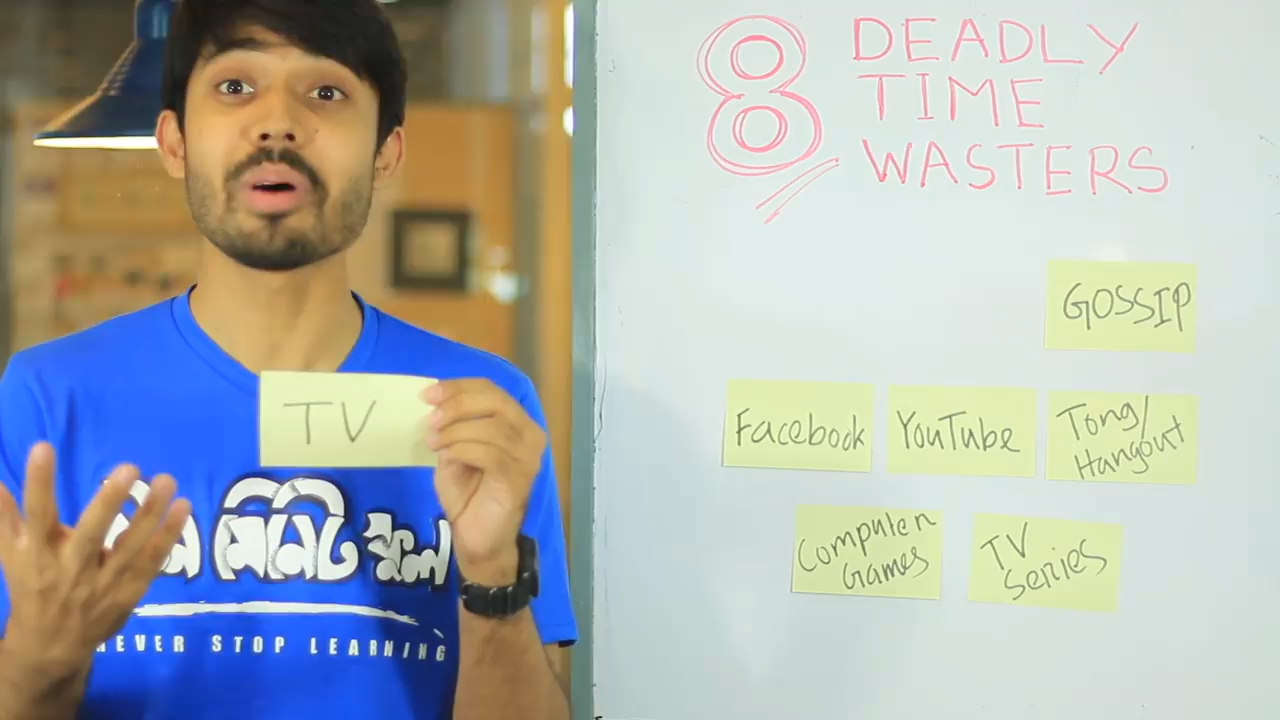 8 DEADLY
TIME
WASTERS
GOSSIP
Facebook
YouTube
Tong/
Hangout
Computer
Games
TV
Series
TV
মিনিট স্কুল
NEVER STOP LEARNING